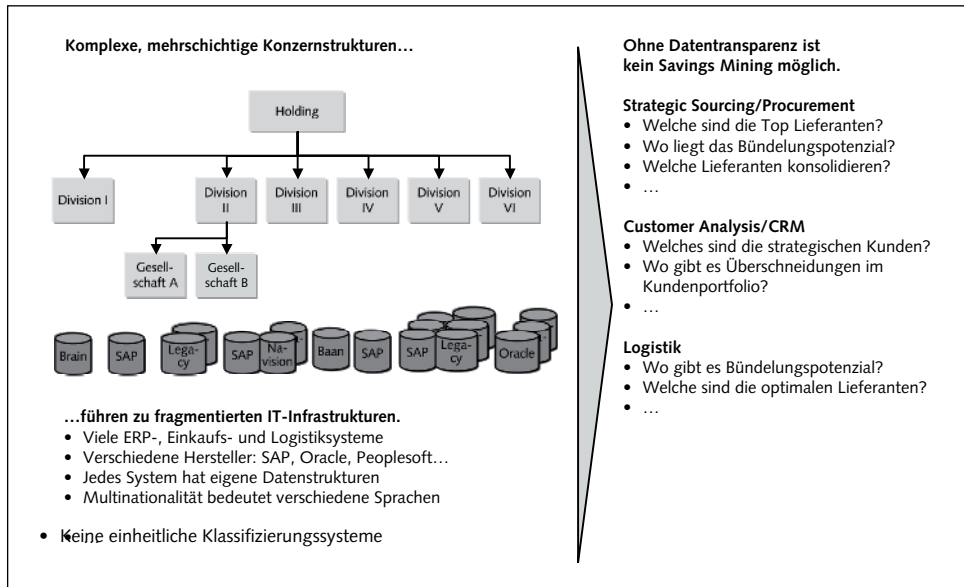 Komplexe, mehrschichtige Konzernstrukturen…
Holding
Division I
Division
II
Division
III
Division
IV
Division
V
Division
VI
Gesell-
schaft A
Gesell-
schaft B
Brain
SAP
Lega-
cy
SAP
Na-
vision
Baan
SAP
SAP
Lega-
cy
Oracle
…führen zu fragmentierten IT-Infrastrukturen.
• Viele ERP-, Einkaufs- und Logistiksysteme
• Verschiedene Hersteller: SAP, Oracle, Peoplesoft…
• Jedes System hat eigene Datenstrukturen
• Multinationalität bedeutet verschiedene Sprachen
• Keine einheitliche Klassifizierungssysteme
Ohne Datentransparenz ist
kein Savings Mining möglich.
Strategic Sourcing/Procurement
• Welche sind die Top Lieferanten?
• Wo liegt das Bündelungspotenzial?
• Welche Lieferanten konsolidieren?
• …
Customer Analysis/CRM
• Welches sind die strategischen Kunden?
• Wo gibt es Überschneidungen im
Kundenportfolio?
• …
Logistik
• Wo gibt es Bündelungspotenzial?
• Welche sind die optimalen Lieferanten?
• …